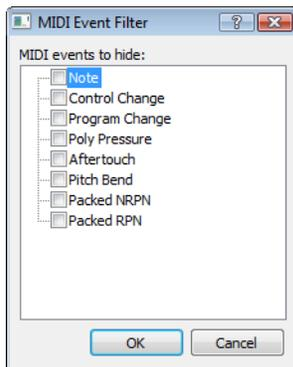 MIDI Event Filter
MIDI events to hide:
Note
Control Change
Program Change
Poly Pressure
Aftertouch
Pitch Bend
Packed NRPN
Packed RPN
OK Cancel